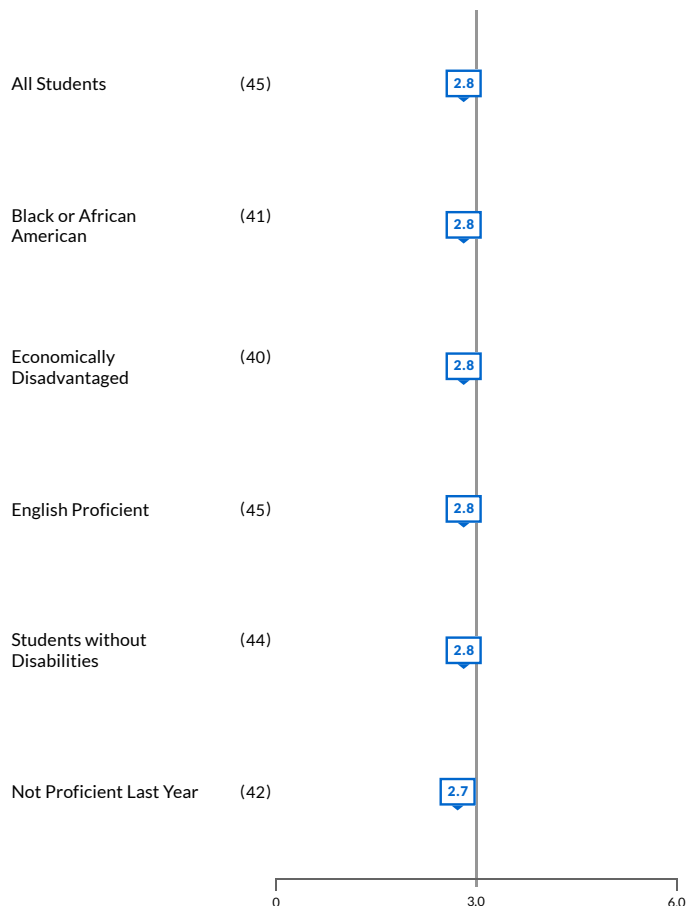 All Students (45) 2.8
Black or African
American (41) 2.8
Economically
Disadvantaged (40) 2.8
English Proficient (45) 2.8
Students without
Disabilities (44) 2.8
Not Proficient Last Year (42) 2.7
0 3.0 6.0